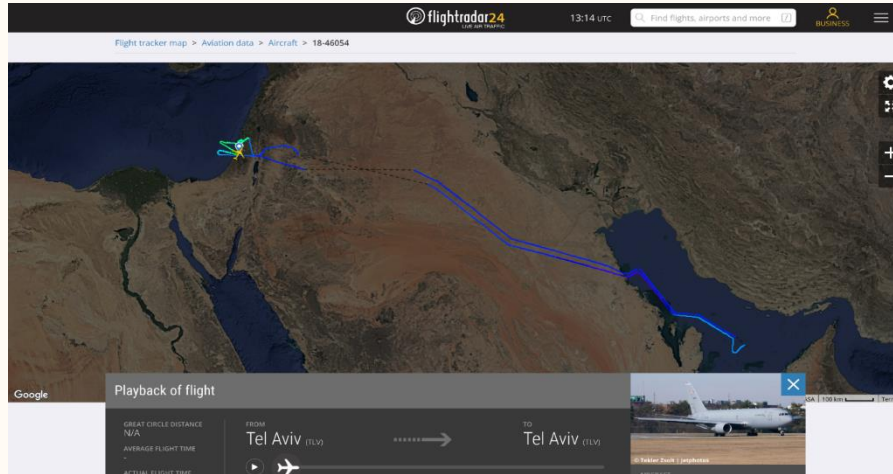 flightradar24
LIVE AIR TRAFFIC
13:14 UTC
Find flights, airports and more
BUSINESS
Flight tracker map > Aviation data > Aircraft > 18-46054
Google
100 km
Playback of flight
GREAT CIRCLE DISTANCE
N/A
AVERAGE FLIGHT TIME
-
ACTUAL FLIGHT TIME
FROM
Tel Aviv (TLV)
TO
Tel Aviv (TLV)